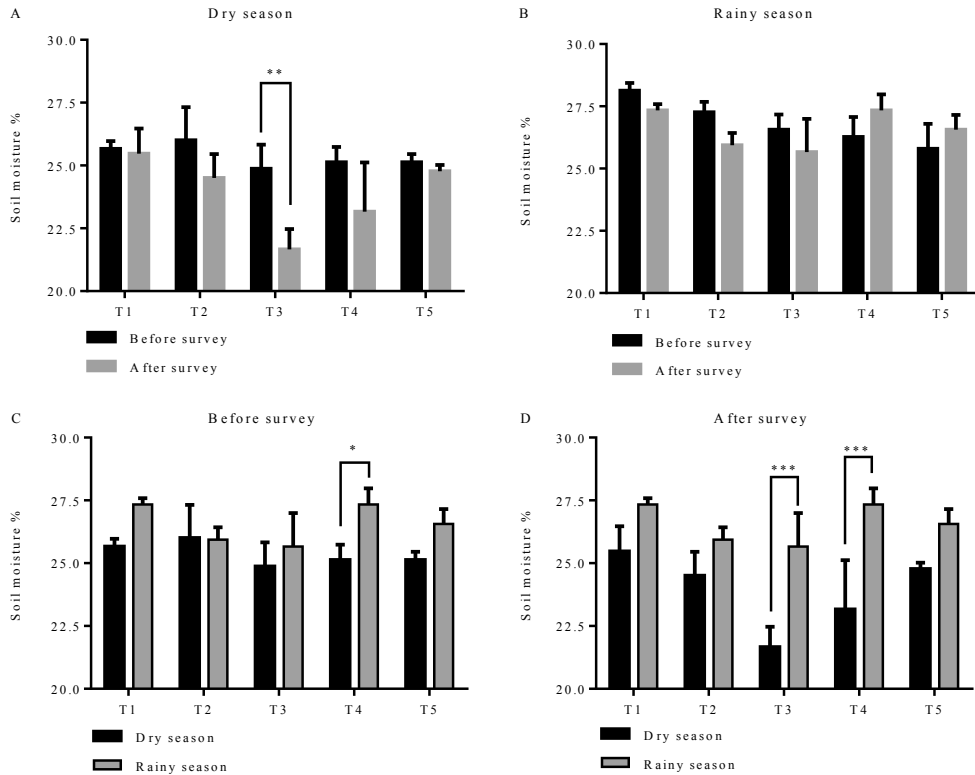 A
Dry season
Soil moisture %
30.0
27.5
25.0
22.5
20.0
**
T1 T2 T3 T4 T5
Before survey
After survey
B
Rainy season
Soil moisture %
30.0
27.5
25.0
22.5
20.0
T1 T2 T3 T4 T5
Before survey
After survey
C
Before survey
Soil moisture %
30.0
27.5
25.0
22.5
20.0
*
T1 T2 T3 T4 T5
Dry season
Rainy season
D
After survey
Soil moisture %
30.0
27.5
25.0
22.5
20.0
***
***
T1 T2 T3 T4 T5
Dry season
Rainy season